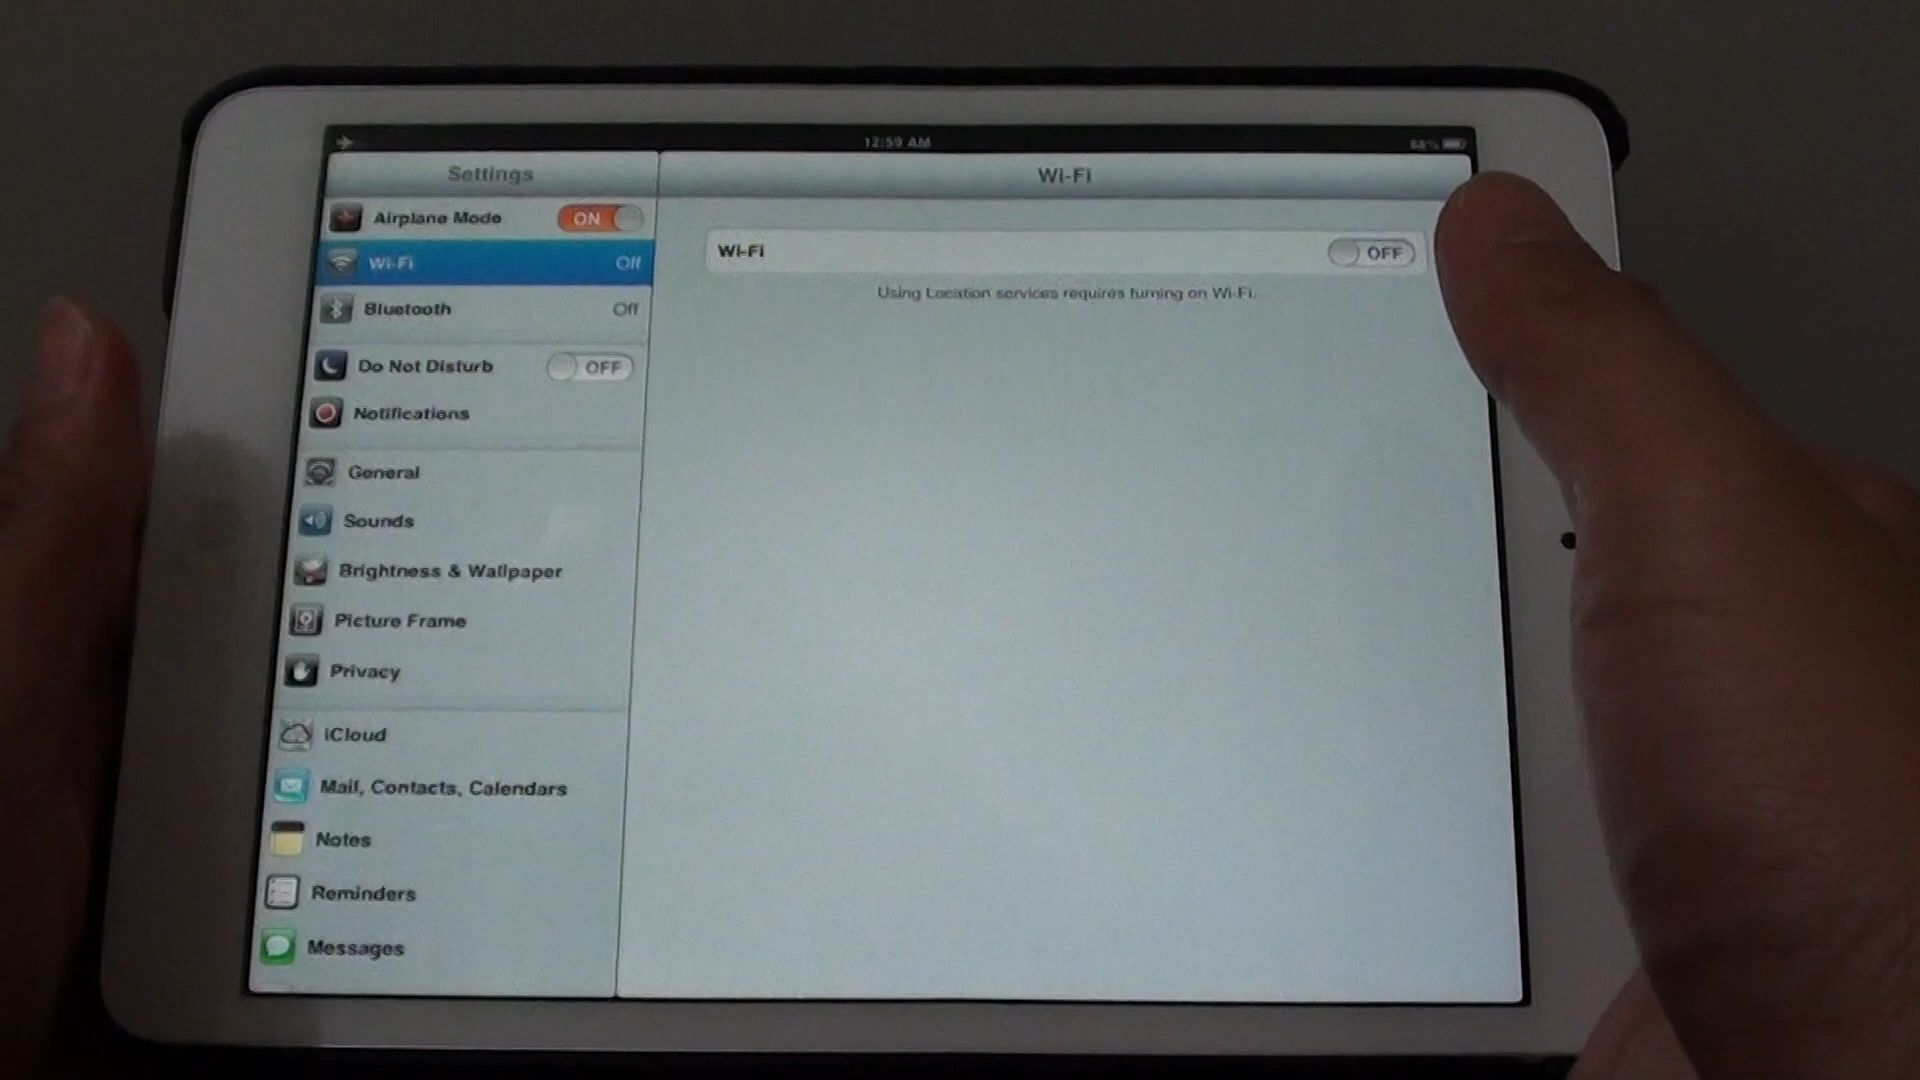 12:59 AM
Settings
Wi-Fi
Airplane Mode ON
Wi-Fi Off
Bluetooth Off
Do Not Disturb OFF
Notifications
General
Sounds
Brightness & Wallpaper
Picture Frame
Privacy
iCloud
Mail, Contacts, Calendars
Notes
Reminders
Messages
Wi-Fi OFF
Using Location services requires turning on Wi-Fi.